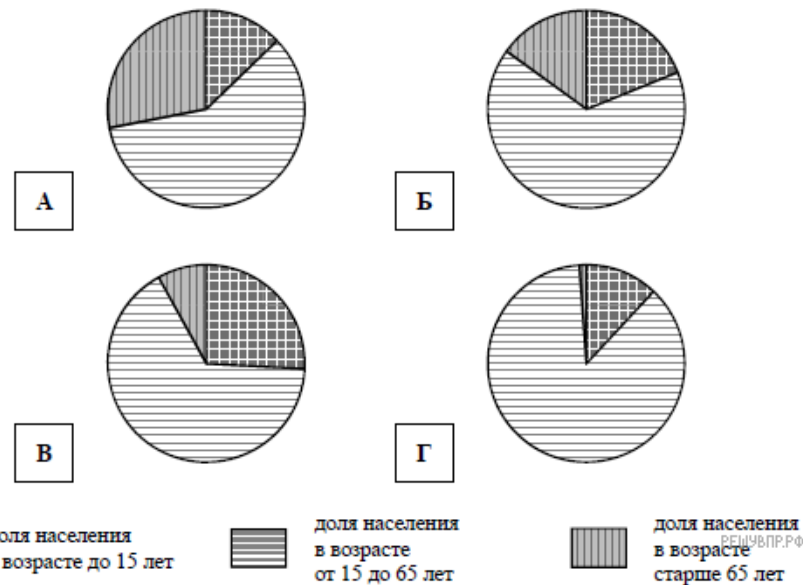 А
Б
В
Г
доля населения
возрасте до 15 лет
доля населения
в возрасте
от 15 до 65 лет
доля населения
в возрасте
старше 65 лет
РЕШУВПР.РФ